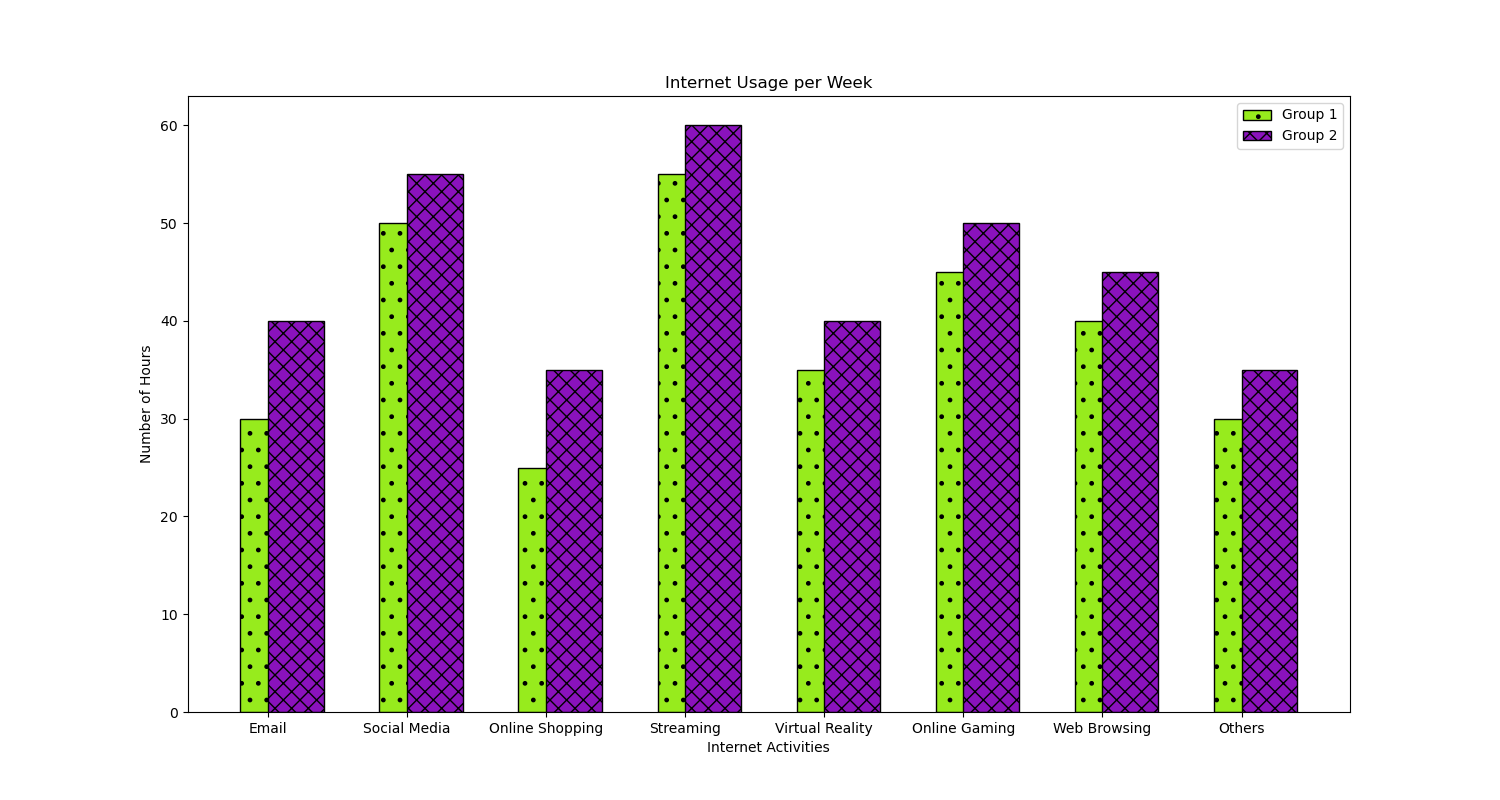 Internet Usage per Week
Group 1
Group 2
60
50
40
30
20
10
0
Number of Hours
Email
Social Media
Online Shopping
Streaming
Virtual Reality
Online Gaming
Web Browsing
Others
Internet Activities